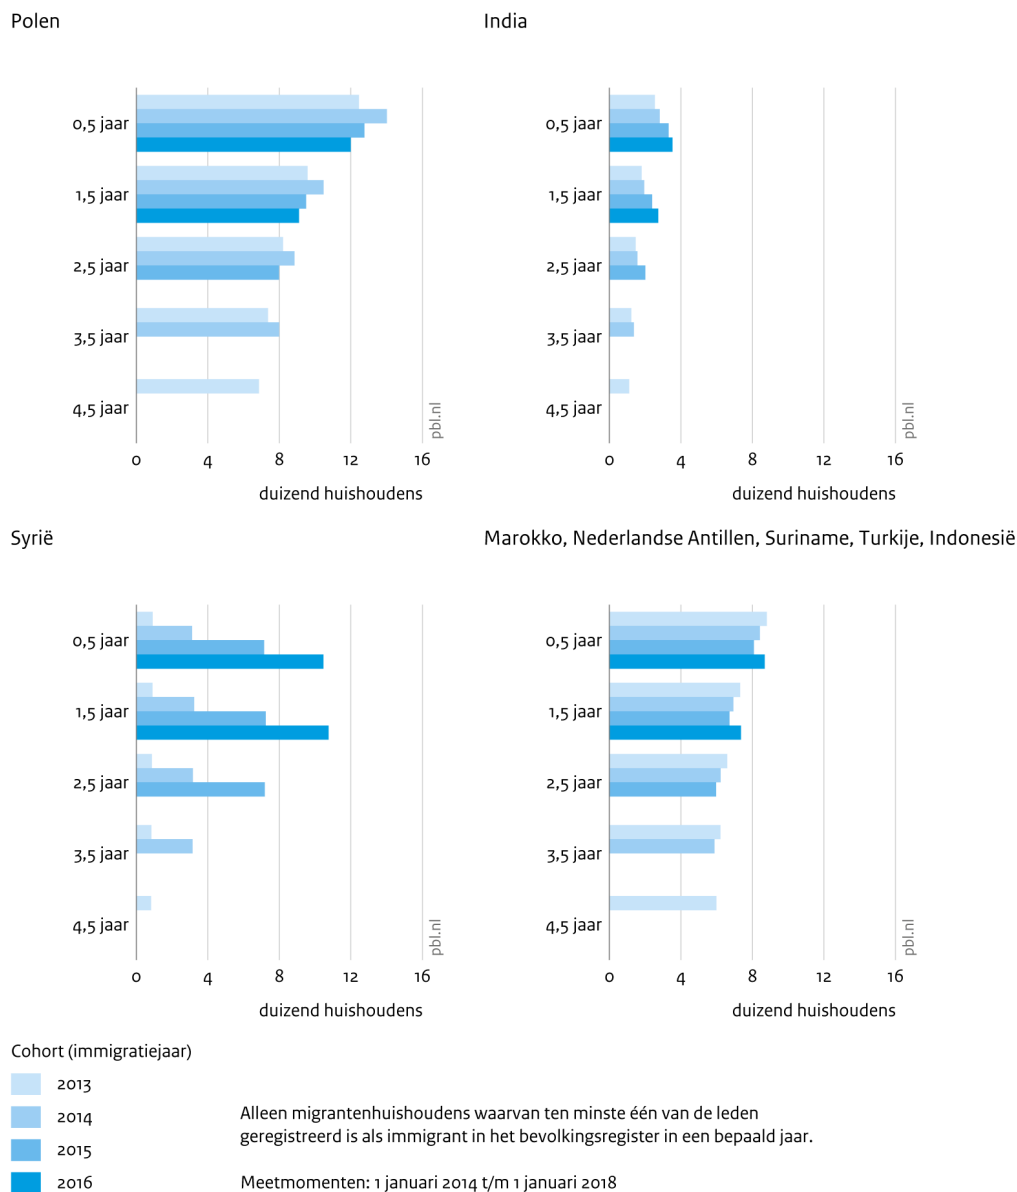 Polen
0,5 jaar
1,5 jaar
2,5 jaar
3,5 jaar
4,5 jaar
0 4 8 12 16
duizend huishoudens
pbl.nl
India
0,5 jaar
1,5 jaar
2,5 jaar
3,5 jaar
4,5 jaar
0 4 8 12 16
duizend huishoudens
pbl.nl
Syrië
0,5 jaar
1,5 jaar
2,5 jaar
3,5 jaar
4,5 jaar
0 4 8 12 16
duizend huishoudens
pbl.nl
Marokko, Nederlandse Antillen, Suriname, Turkije, Indonesië
0,5 jaar
1,5 jaar
2,5 jaar
3,5 jaar
4,5 jaar
0 4 8 12 16
duizend huishoudens
pbl.nl
Cohort (immigratiejaar)
2013
2014
2015
2016
Alleen migrantenhuishoudens waarvan ten minste één van de leden
geregistreerd is als immigrant in het bevolkingsregister in een bepaald jaar.
Meetmomenten: 1 januari 2014 t/m 1 januari 2018